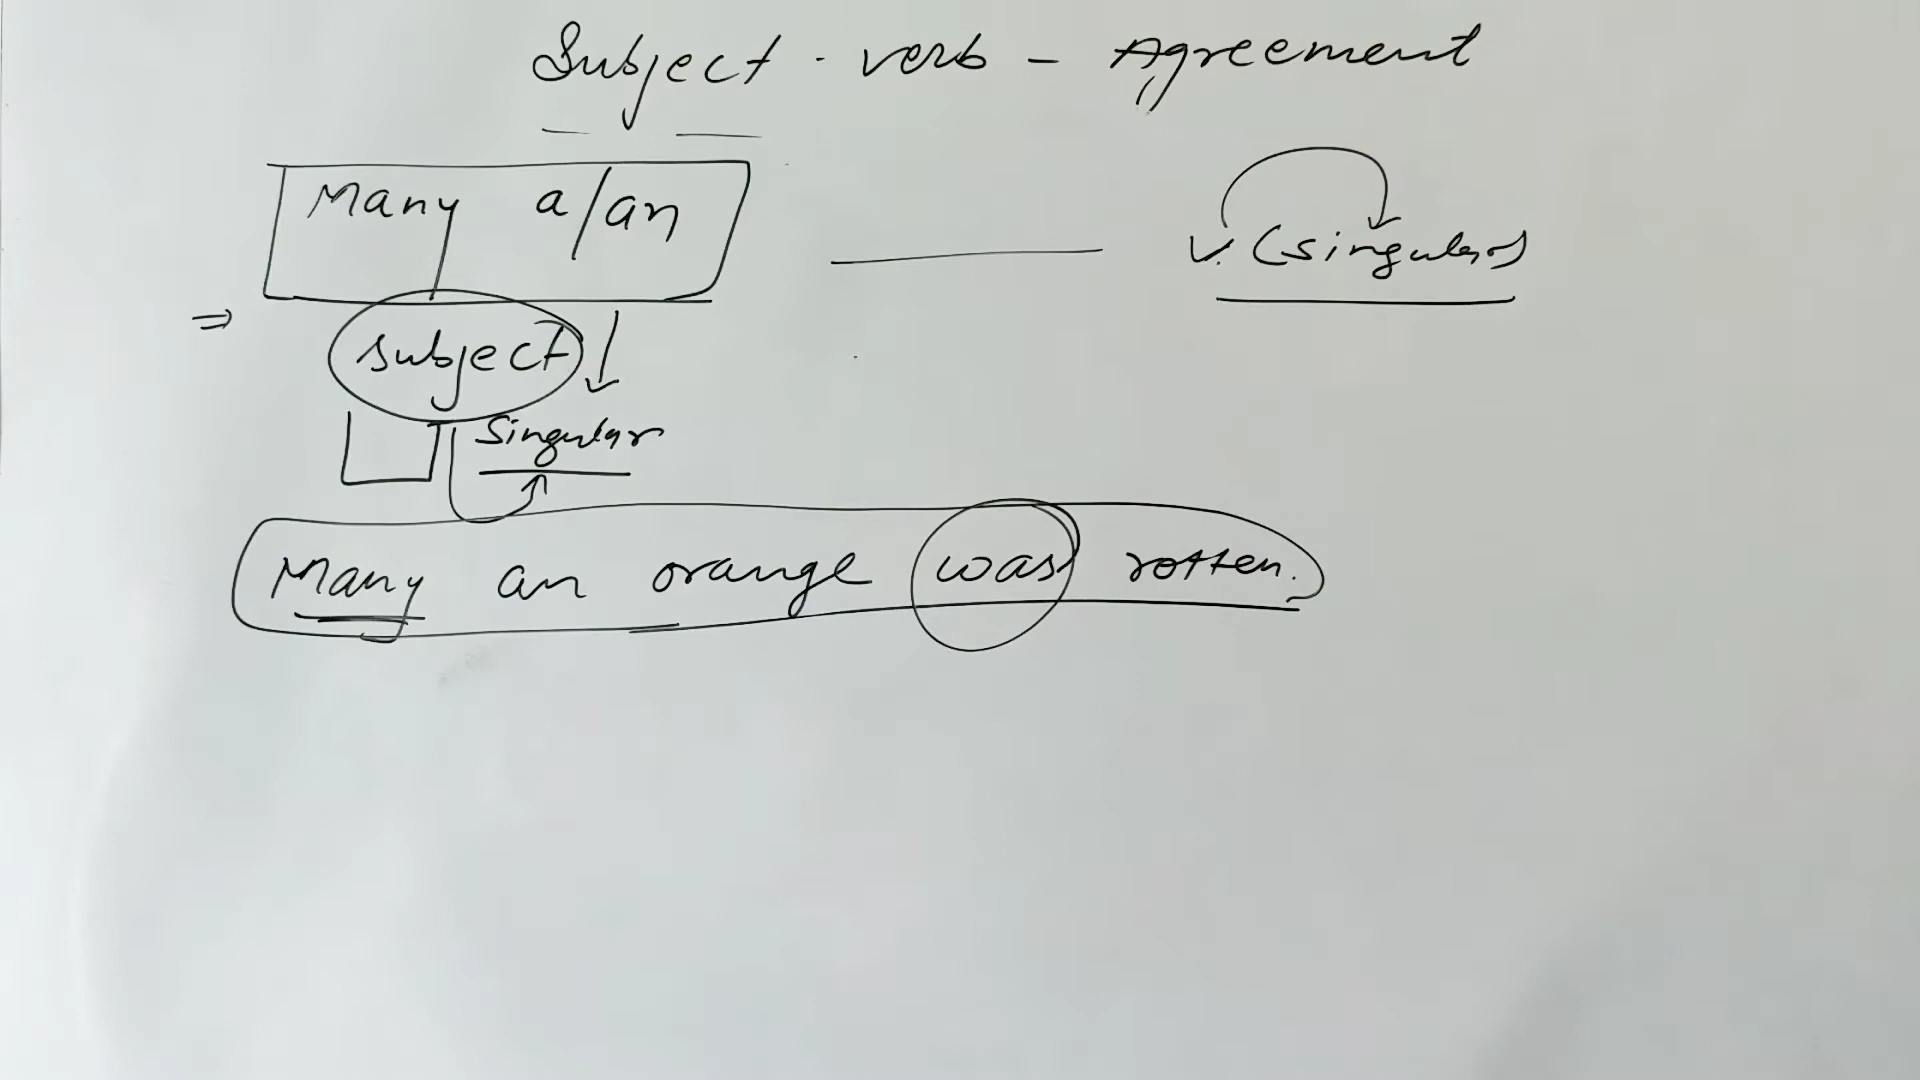 Subject - verb - Agreement
Many a/an v. (singular)
⇒ subject
Singular
Many an orange was rotten.